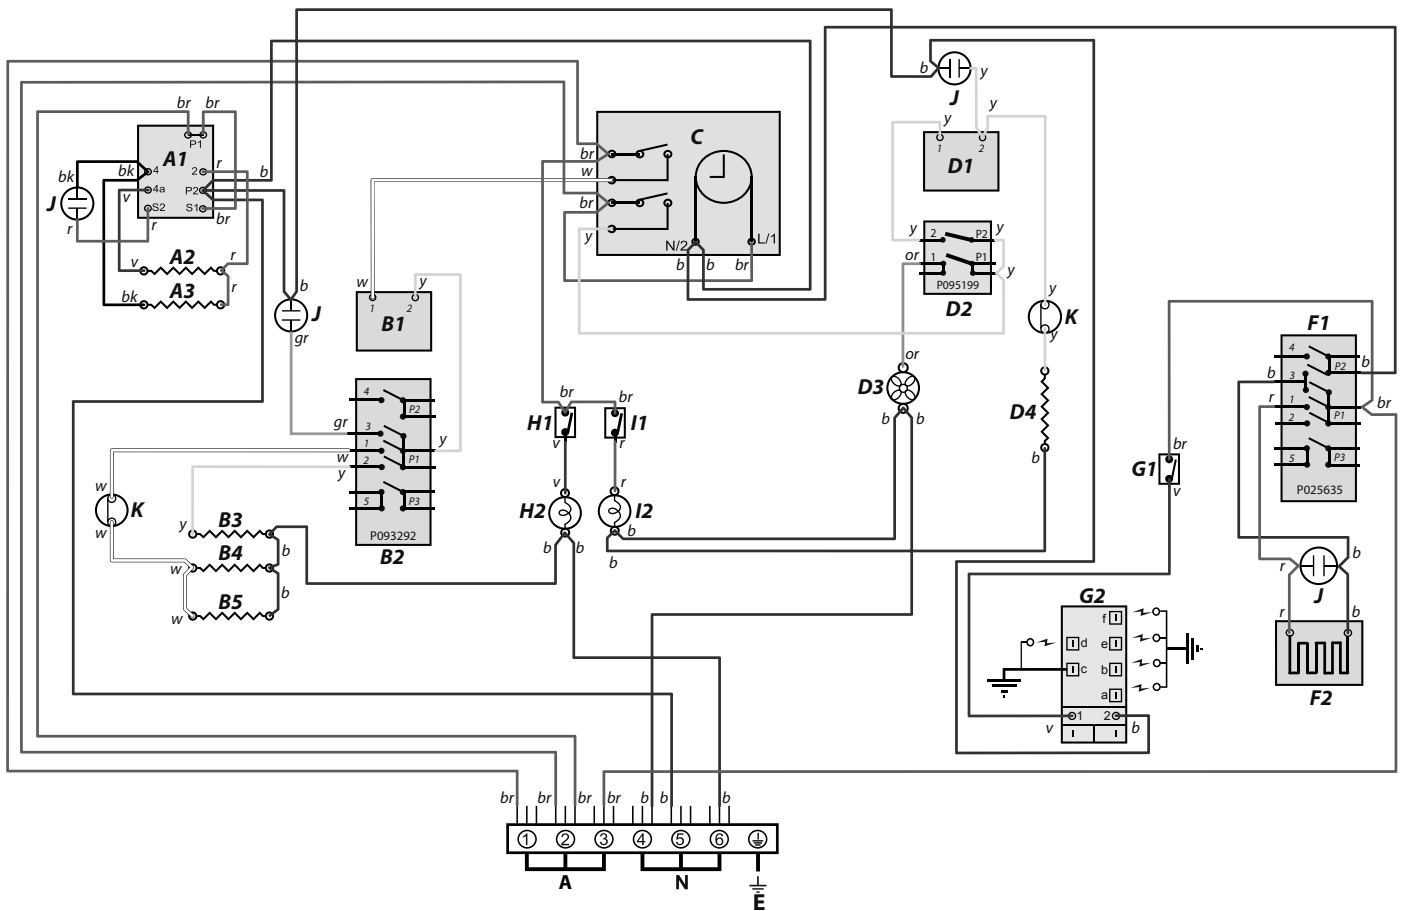 b
J
y
br br
P1
A1
bk
4
2
r
b
bk
v
4a
P2
J
S2
S1
br
r
r
v
A2
r
bk
A3
r
b
J
gr
C
br
w
br
y
N/2
L/1
b
b
br
y
y
1
2
D1
y
2
P2
y
or
1
P1
y
P095199
D2
y
K
y
w
y
1
2
B1
or
D3
b
b
D4
b
4
P2
gr
3
1
w
2
y
P1
y
P3
5
P093292
B2
br
br
H1
I1
v
r
v
r
H2
I2
b
b
b
b
w
K
w
y
B3
b
w
B4
b
w
B5
F1
4
P2
b
b
3
r
1
br
2
P1
P3
5
P025635
br
G1
v
r
b
J
r
b
F2
G2
f
d
e
c
b
a
1
2
v
b
br
br
br
br
b
b
b
1
2
3
4
5
6
A
N
E